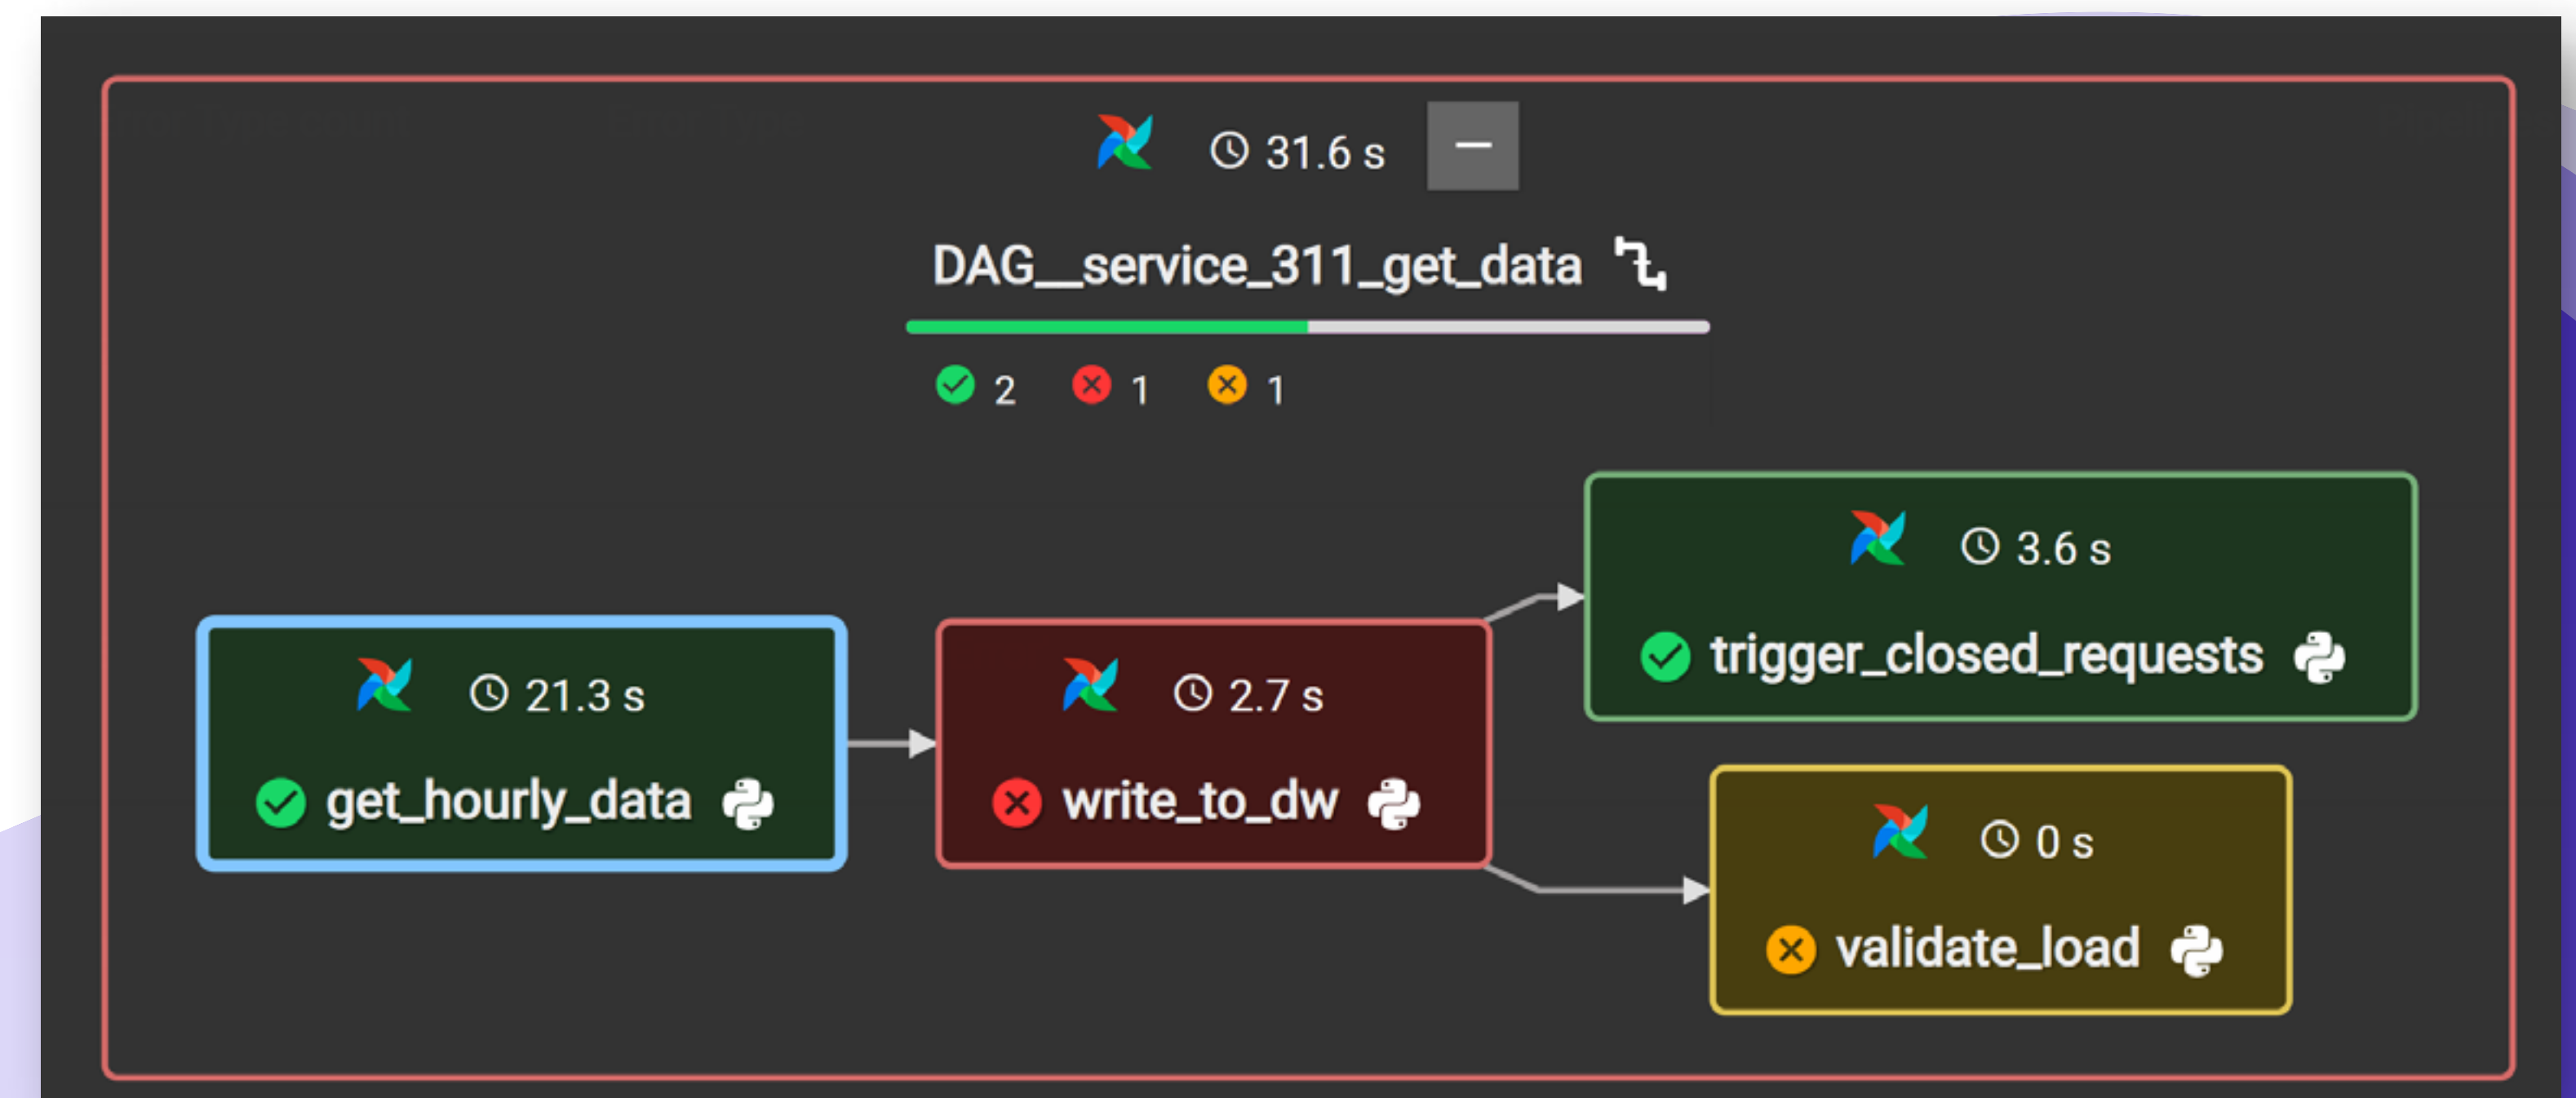 31.6 s
DAG__service_311_get_data
2 1 1
3.6 s
trigger_closed_requests
21.3 s
get_hourly_data
2.7 s
write_to_dw
0 s
validate_load